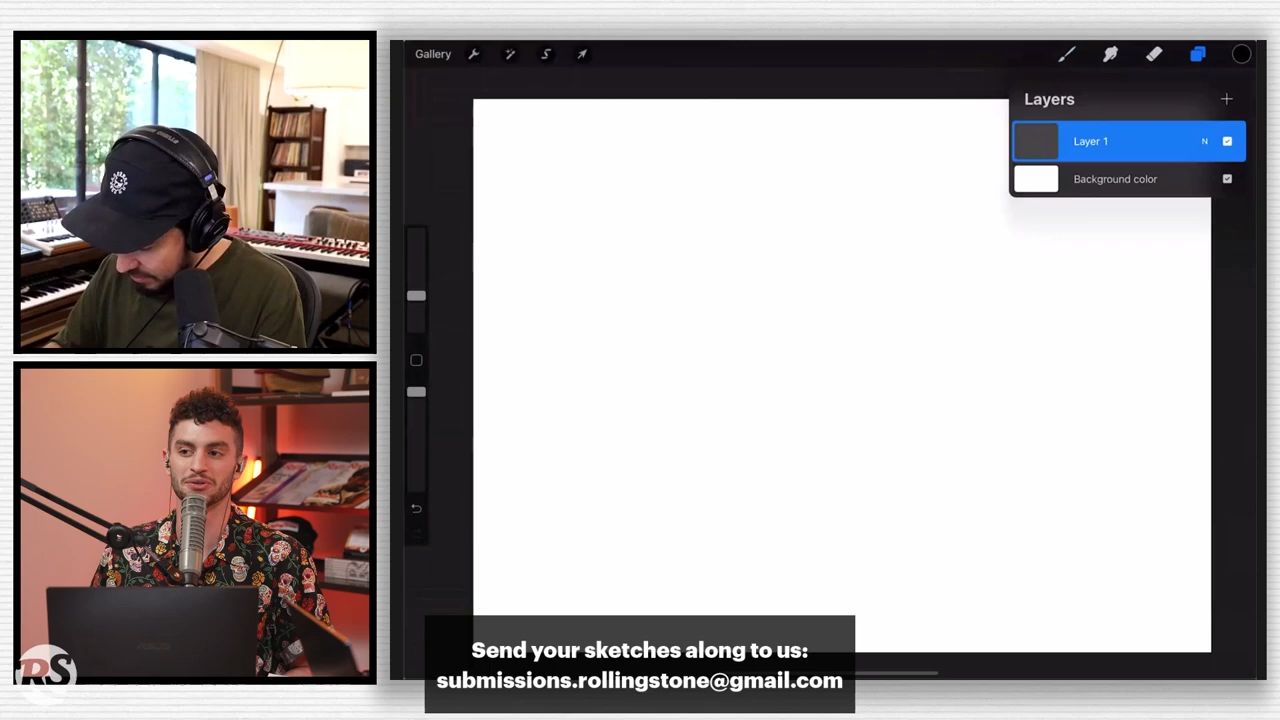 Gallery
S
Layers
Layer 1
N
Background color
Send your sketches along to us:
submissions.rollingstone@gmail.com
RS